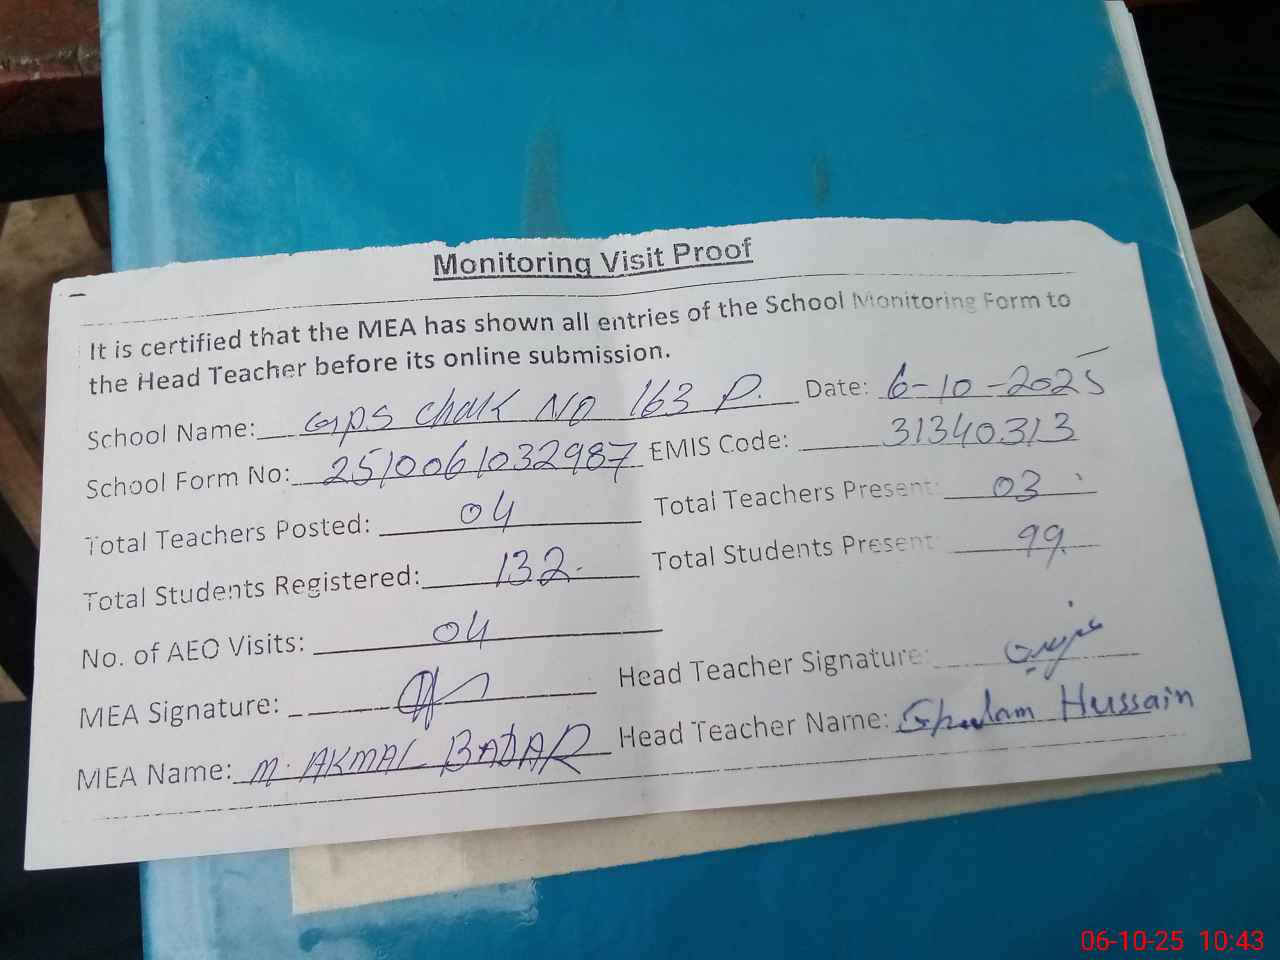 Monitoring Visit Proof
It is certified that the MEA has shown all entries of the School Monitoring Form to
the Head Teacher before its online submission.
School Name: GPS Chak No 163 P. Date: 6-10-2025
School Form No: 2510061032987 EMIS Code: 31340313
Total Teachers Posted: 04 Total Teachers Present: 03
Total Students Registered: 132. Total Students Present: 99.
No. of AEO Visits: 04
MEA Signature: Head Teacher Signature:
MEA Name: M. AKMAL BADAR Head Teacher Name: Ghulam Hussain
06-10-25 10:43